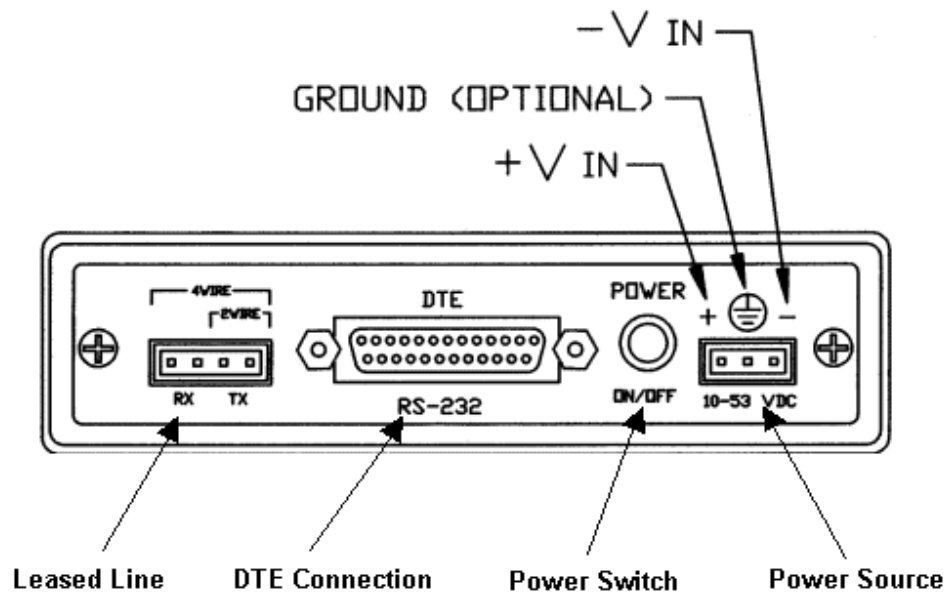 — V IN
GROUND (OPTIONAL)
+ V IN
4WIRE
2WIRE
DTE
POWER
+ −
RX TX
RS-232
ON/OFF
10-53 VDC
Leased Line
DTE Connection
Power Switch
Power Source